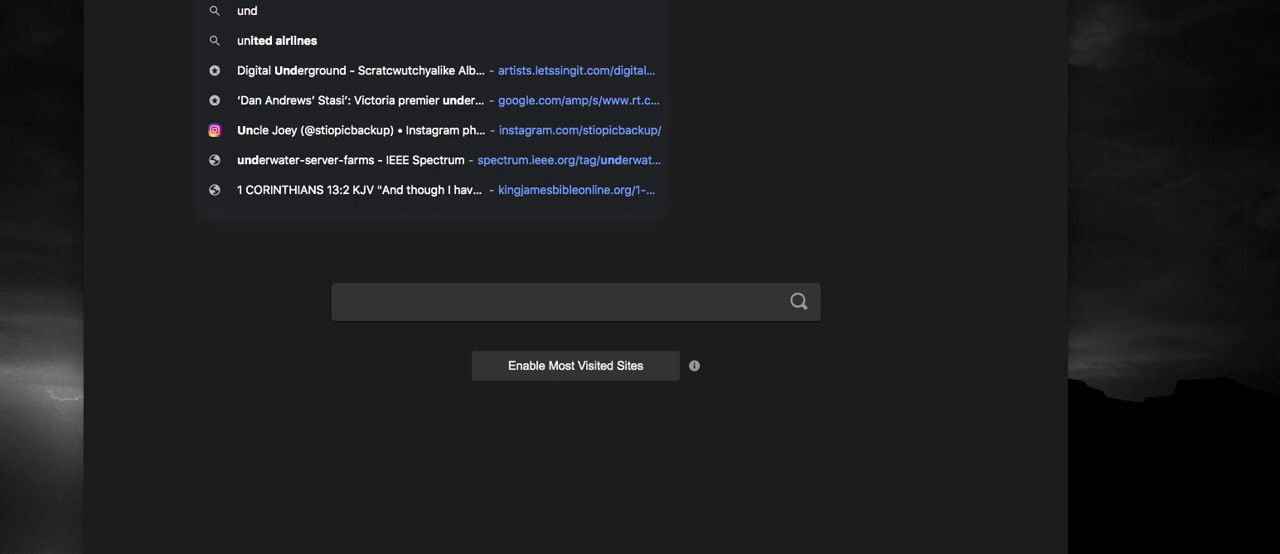 und
united airlines
Digital Underground - Scratcwutchyalike Alb... - artists.letssingit.com/digital...
‘Dan Andrews’ Stasi’: Victoria premier under... - google.com/amp/s/www.rt.c...
Uncle Joey (@stiopicbackup) • Instagram ph... - instagram.com/stiopicbackup/
underwater-server-farms - IEEE Spectrum - spectrum.ieee.org/tag/underwat...
1 CORINTHIANS 13:2 KJV "And though I hav... - kingjamesbibleonline.org/1-...
Enable Most Visited Sites